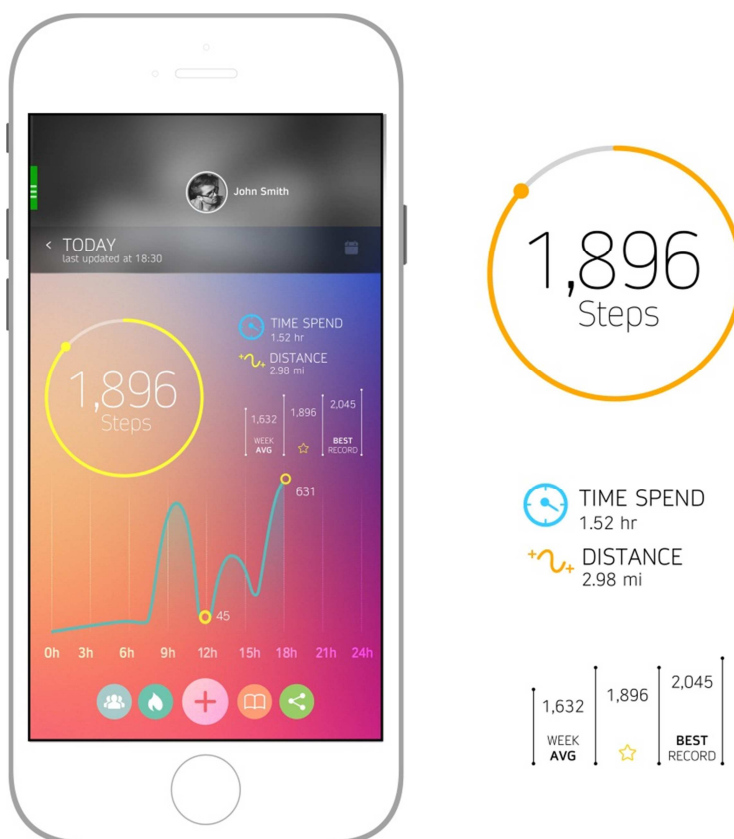 John Smith
TODAY
last updated at 18:30
1,896
Steps
TIME SPEND
1.52 hr
DISTANCE
2.98 mi
1,632
WEEK
AVG
1,896
2,045
BEST
RECORD
631
45
0h 3h 6h 9h 12h 15h 18h 21h 24h
1,896
Steps
TIME SPEND
1.52 hr
DISTANCE
2.98 mi
1,632
WEEK
AVG
1,896
2,045
BEST
RECORD